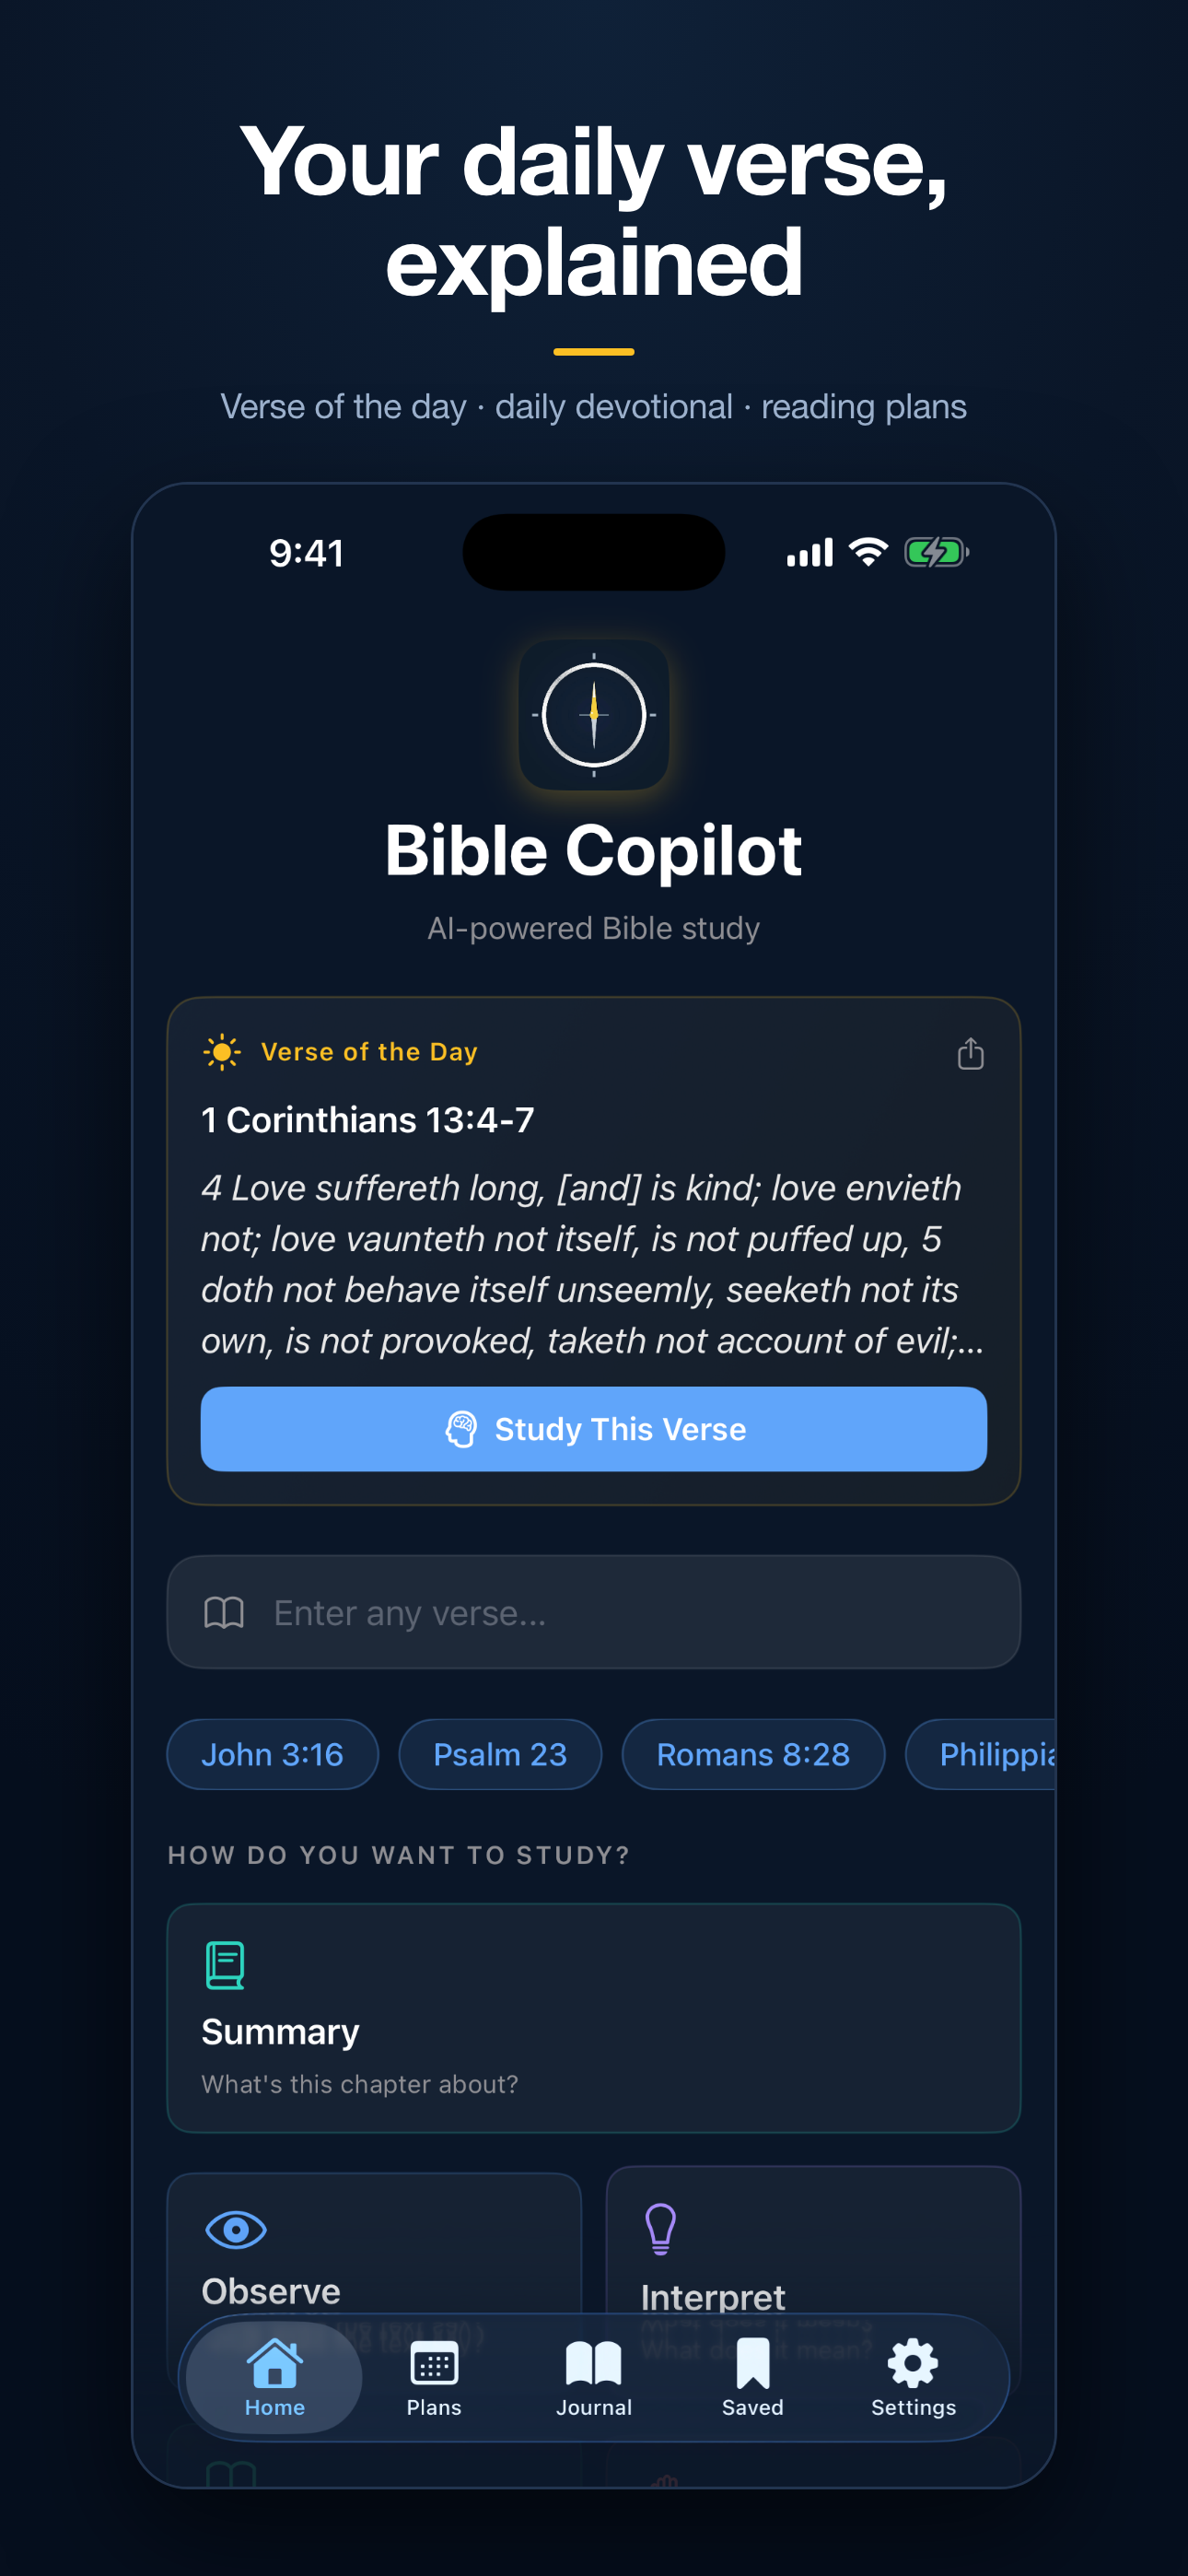 Your daily verse,
explained
Verse of the day · daily devotional · reading plans
9:41
Bible Copilot
AI-powered Bible study
Verse of the Day
1 Corinthians 13:4-7
4 Love suffereth long, [and] is kind; love envieth
not; love vaunteth not itself, is not puffed up, 5
doth not behave itself unseemly, seeketh not its
own, is not provoked, taketh not account of evil;...
Study This Verse
Enter any verse...
John 3:16 Psalm 23 Romans 8:28 Philippia
HOW DO YOU WANT TO STUDY?
Summary
What's this chapter about?
Observe Interpret
Home Plans Journal Saved Settings